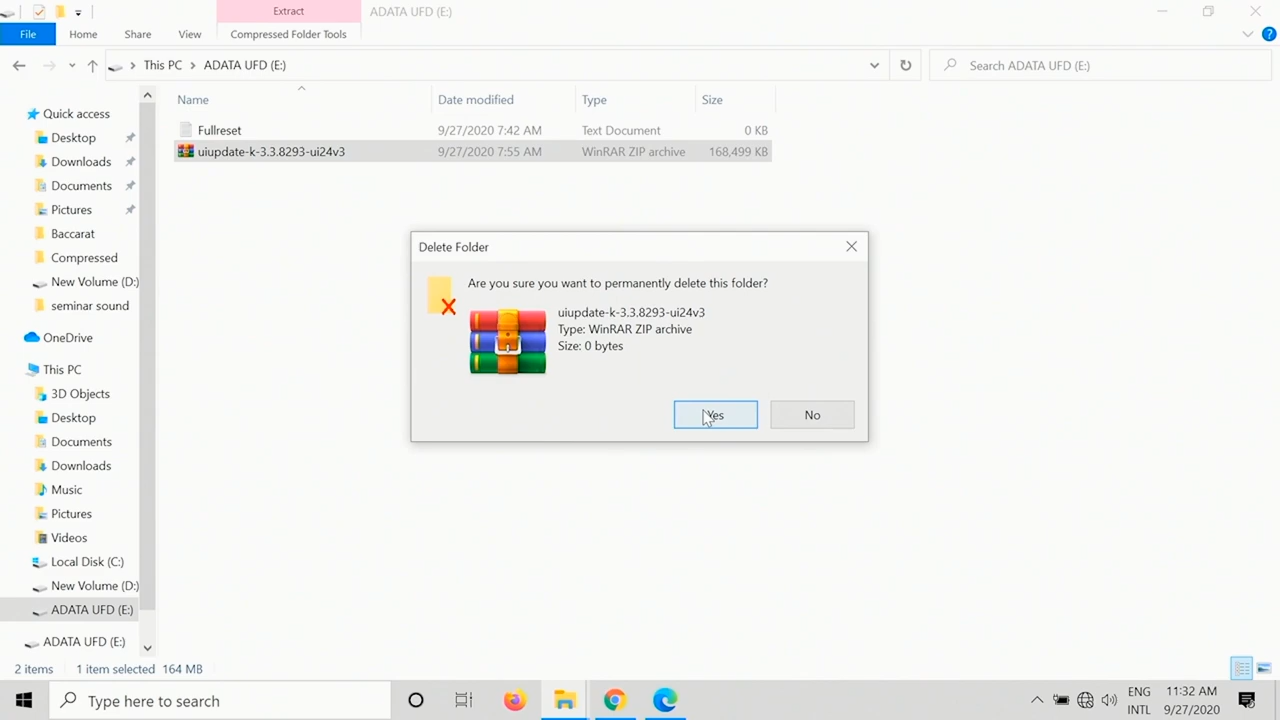 Extract
ADATA UFD (E:)
File
Home
Share
View
Compressed Folder Tools
This PC
ADATA UFD (E:)
Search ADATA UFD (E:)
Name
Date modified
Type
Size
Fullreset
9/27/2020 7:42 AM
Text Document
0 KB
uiupdate-k-3.3.8293-ui24v3
9/27/2020 7:55 AM
WinRAR ZIP archive
168,499 KB
Quick access
Desktop
Downloads
Documents
Pictures
Baccarat
Compressed
New Volume (D:)
seminar sound
OneDrive
This PC
3D Objects
Desktop
Documents
Downloads
Music
Pictures
Videos
Local Disk (C:)
New Volume (D:)
ADATA UFD (E:)
ADATA UFD (E:)
Delete Folder
Are you sure you want to permanently delete this folder?
uiupdate-k-3.3.8293-ui24v3
Type: WinRAR ZIP archive
Size: 0 bytes
Yes
No
2 items
1 item selected
164 MB
Type here to search
ENG
INTL
11:32 AM
9/27/2020